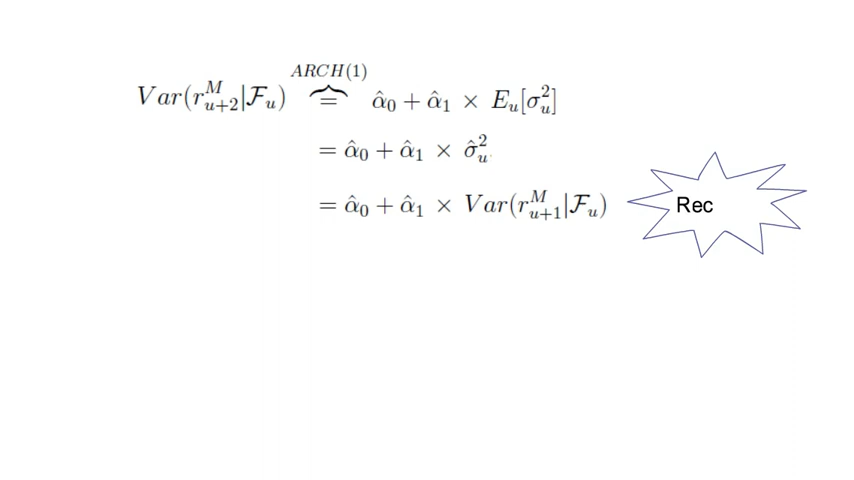 ARCH(1)
Var(r^M_{u+2}|ℱ_u) = α̂_0 + α̂_1 × E_u[σ^2_u]
= α̂_0 + α̂_1 × σ̂^2_u.
= α̂_0 + α̂_1 × Var(r^M_{u+1}|ℱ_u)
Rec